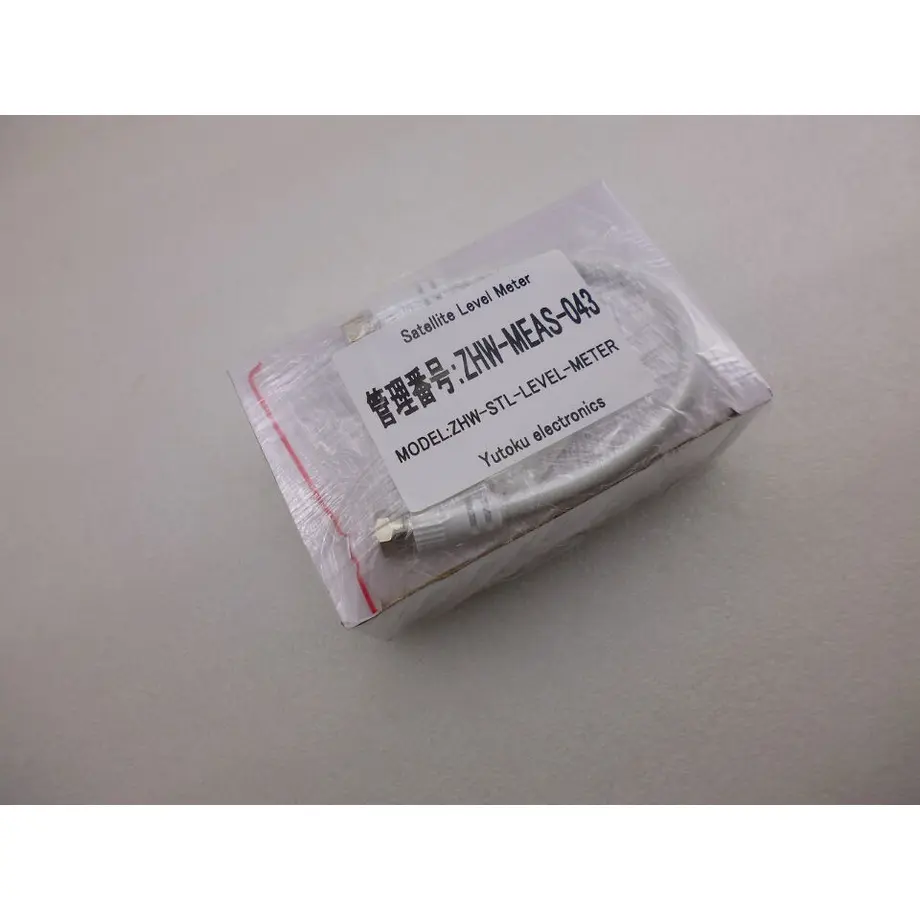 Satellite Level Meter
管理番号:ZHW-MEAS-043
MODEL:ZHW-STL-LEVEL-METER
Yutoku electronics